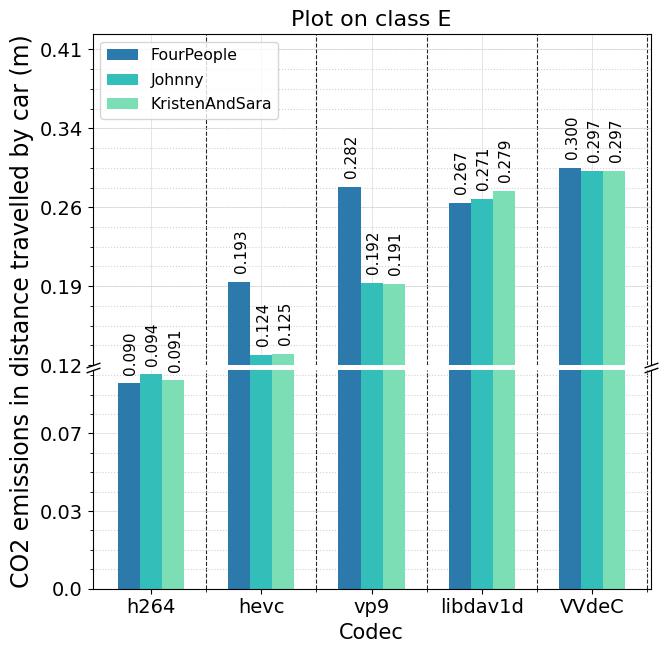 Plot on class E
CO2 emissions in distance travelled by car (m)
0.41
0.34
0.26
0.19
0.12
0.07
0.03
0.0
FourPeople
Johnny
KristenAndSara
0.090
0.094
0.091
0.193
0.124
0.125
0.282
0.192
0.191
0.267
0.271
0.279
0.300
0.297
0.297
h264
hevc
vp9
libdav1d
VVdeC
Codec